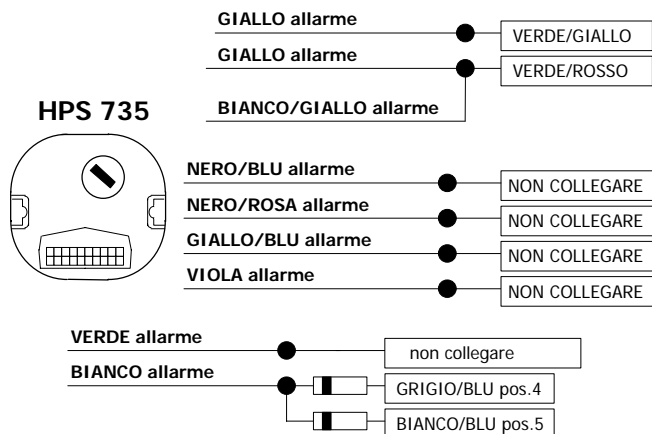 GIALLO allarme
VERDE/GIALLO
GIALLO allarme
VERDE/ROSSO
BIANCO/GIALLO allarme
HPS 735
NERO/BLU allarme
NON COLLEGARE
NERO/ROSA allarme
NON COLLEGARE
GIALLO/BLU allarme
NON COLLEGARE
VIOLA allarme
NON COLLEGARE
VERDE allarme
non collegare
BIANCO allarme
GRIGIO/BLU pos.4
BIANCO/BLU pos.5